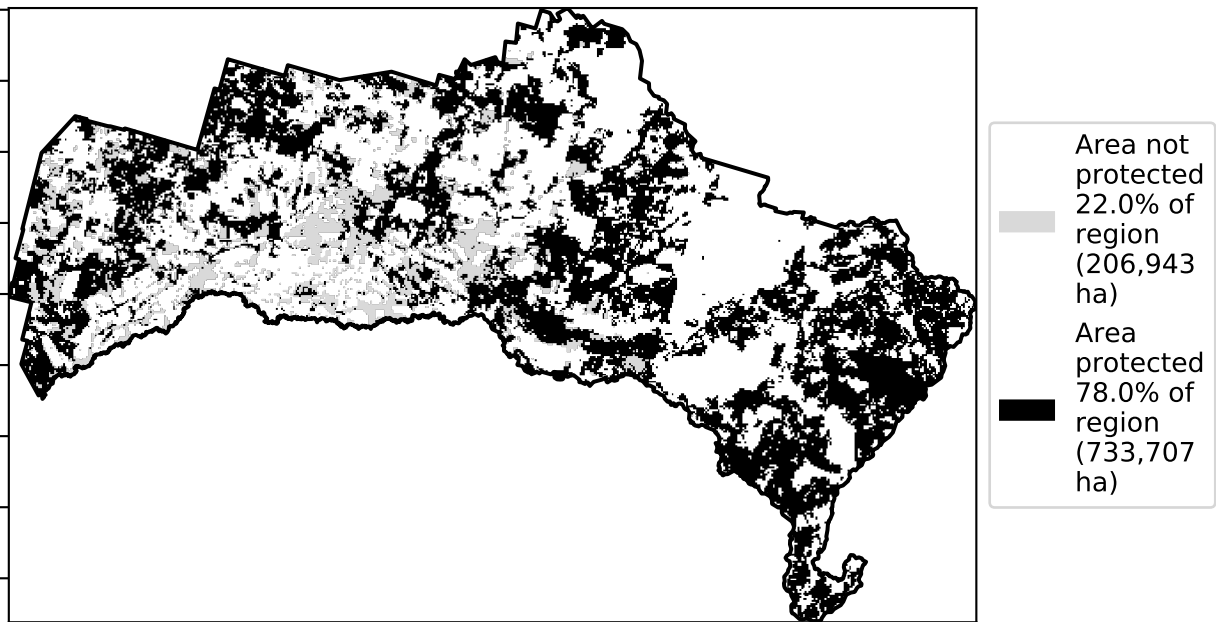 Area not
protected
22.0% of
region
(206,943
ha)
Area
protected
78.0% of
region
(733,707
ha)